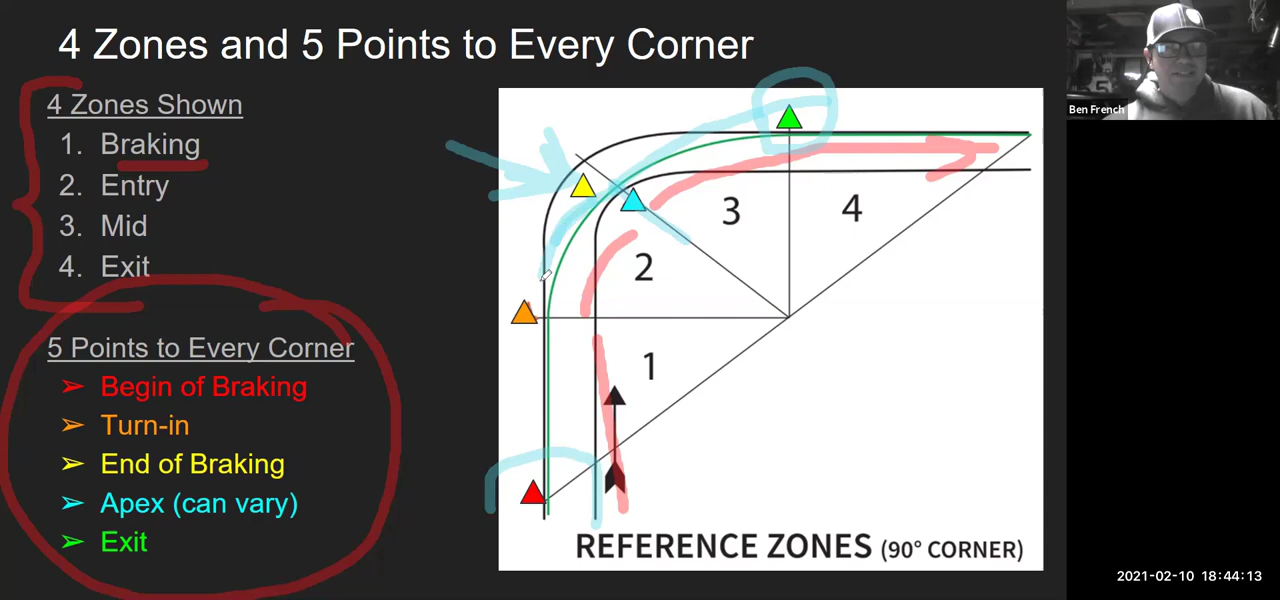 4 Zones and 5 Points to Every Corner
4 Zones Shown
1. Braking
2. Entry
3. Mid
4. Exit
5 Points to Every Corner
➢ Begin of Braking
➢ Turn-in
➢ End of Braking
➢ Apex (can vary)
➢ Exit
3
4
2
1
REFERENCE ZONES (90° CORNER)
Ben French
2021-02-10 18:44:13